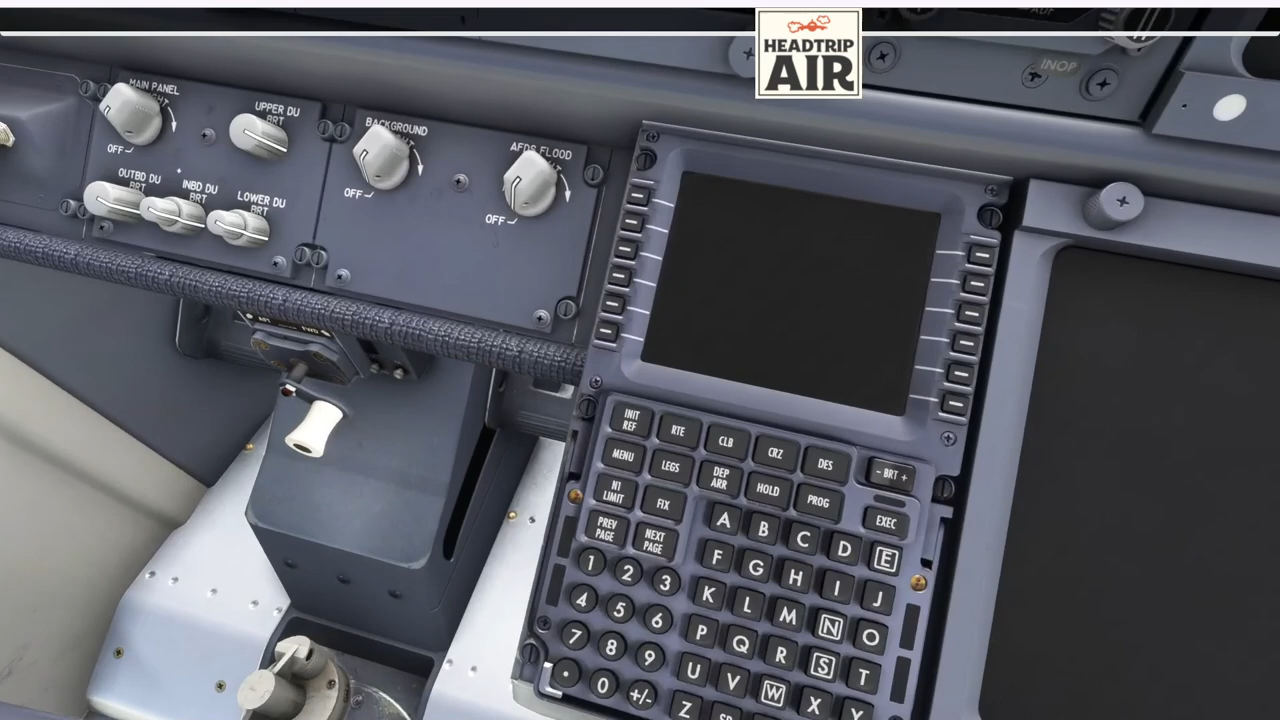 HEADTRIP
AIR
INOP
MAIN PANEL
OFF
UPPER DU
BRT
BACKGROUND
OFF
AFDS FLOOD
OFF
OUTBD DU
BRT
INBD DU
BRT
LOWER DU
BRT
AFT
FWD
INIT
REF
RTE
CLB
CRZ
DES
- BRT +
MENU
LEGS
DEP
ARR
HOLD
PROG
EXEC
N1
LIMIT
FIX
PREV
PAGE
NEXT
PAGE
A B C D E
F G H I J
K L M N O
P Q R S T
U V W X Y
Z
1 2 3
4 5 6
7 8 9
. 0 +/-